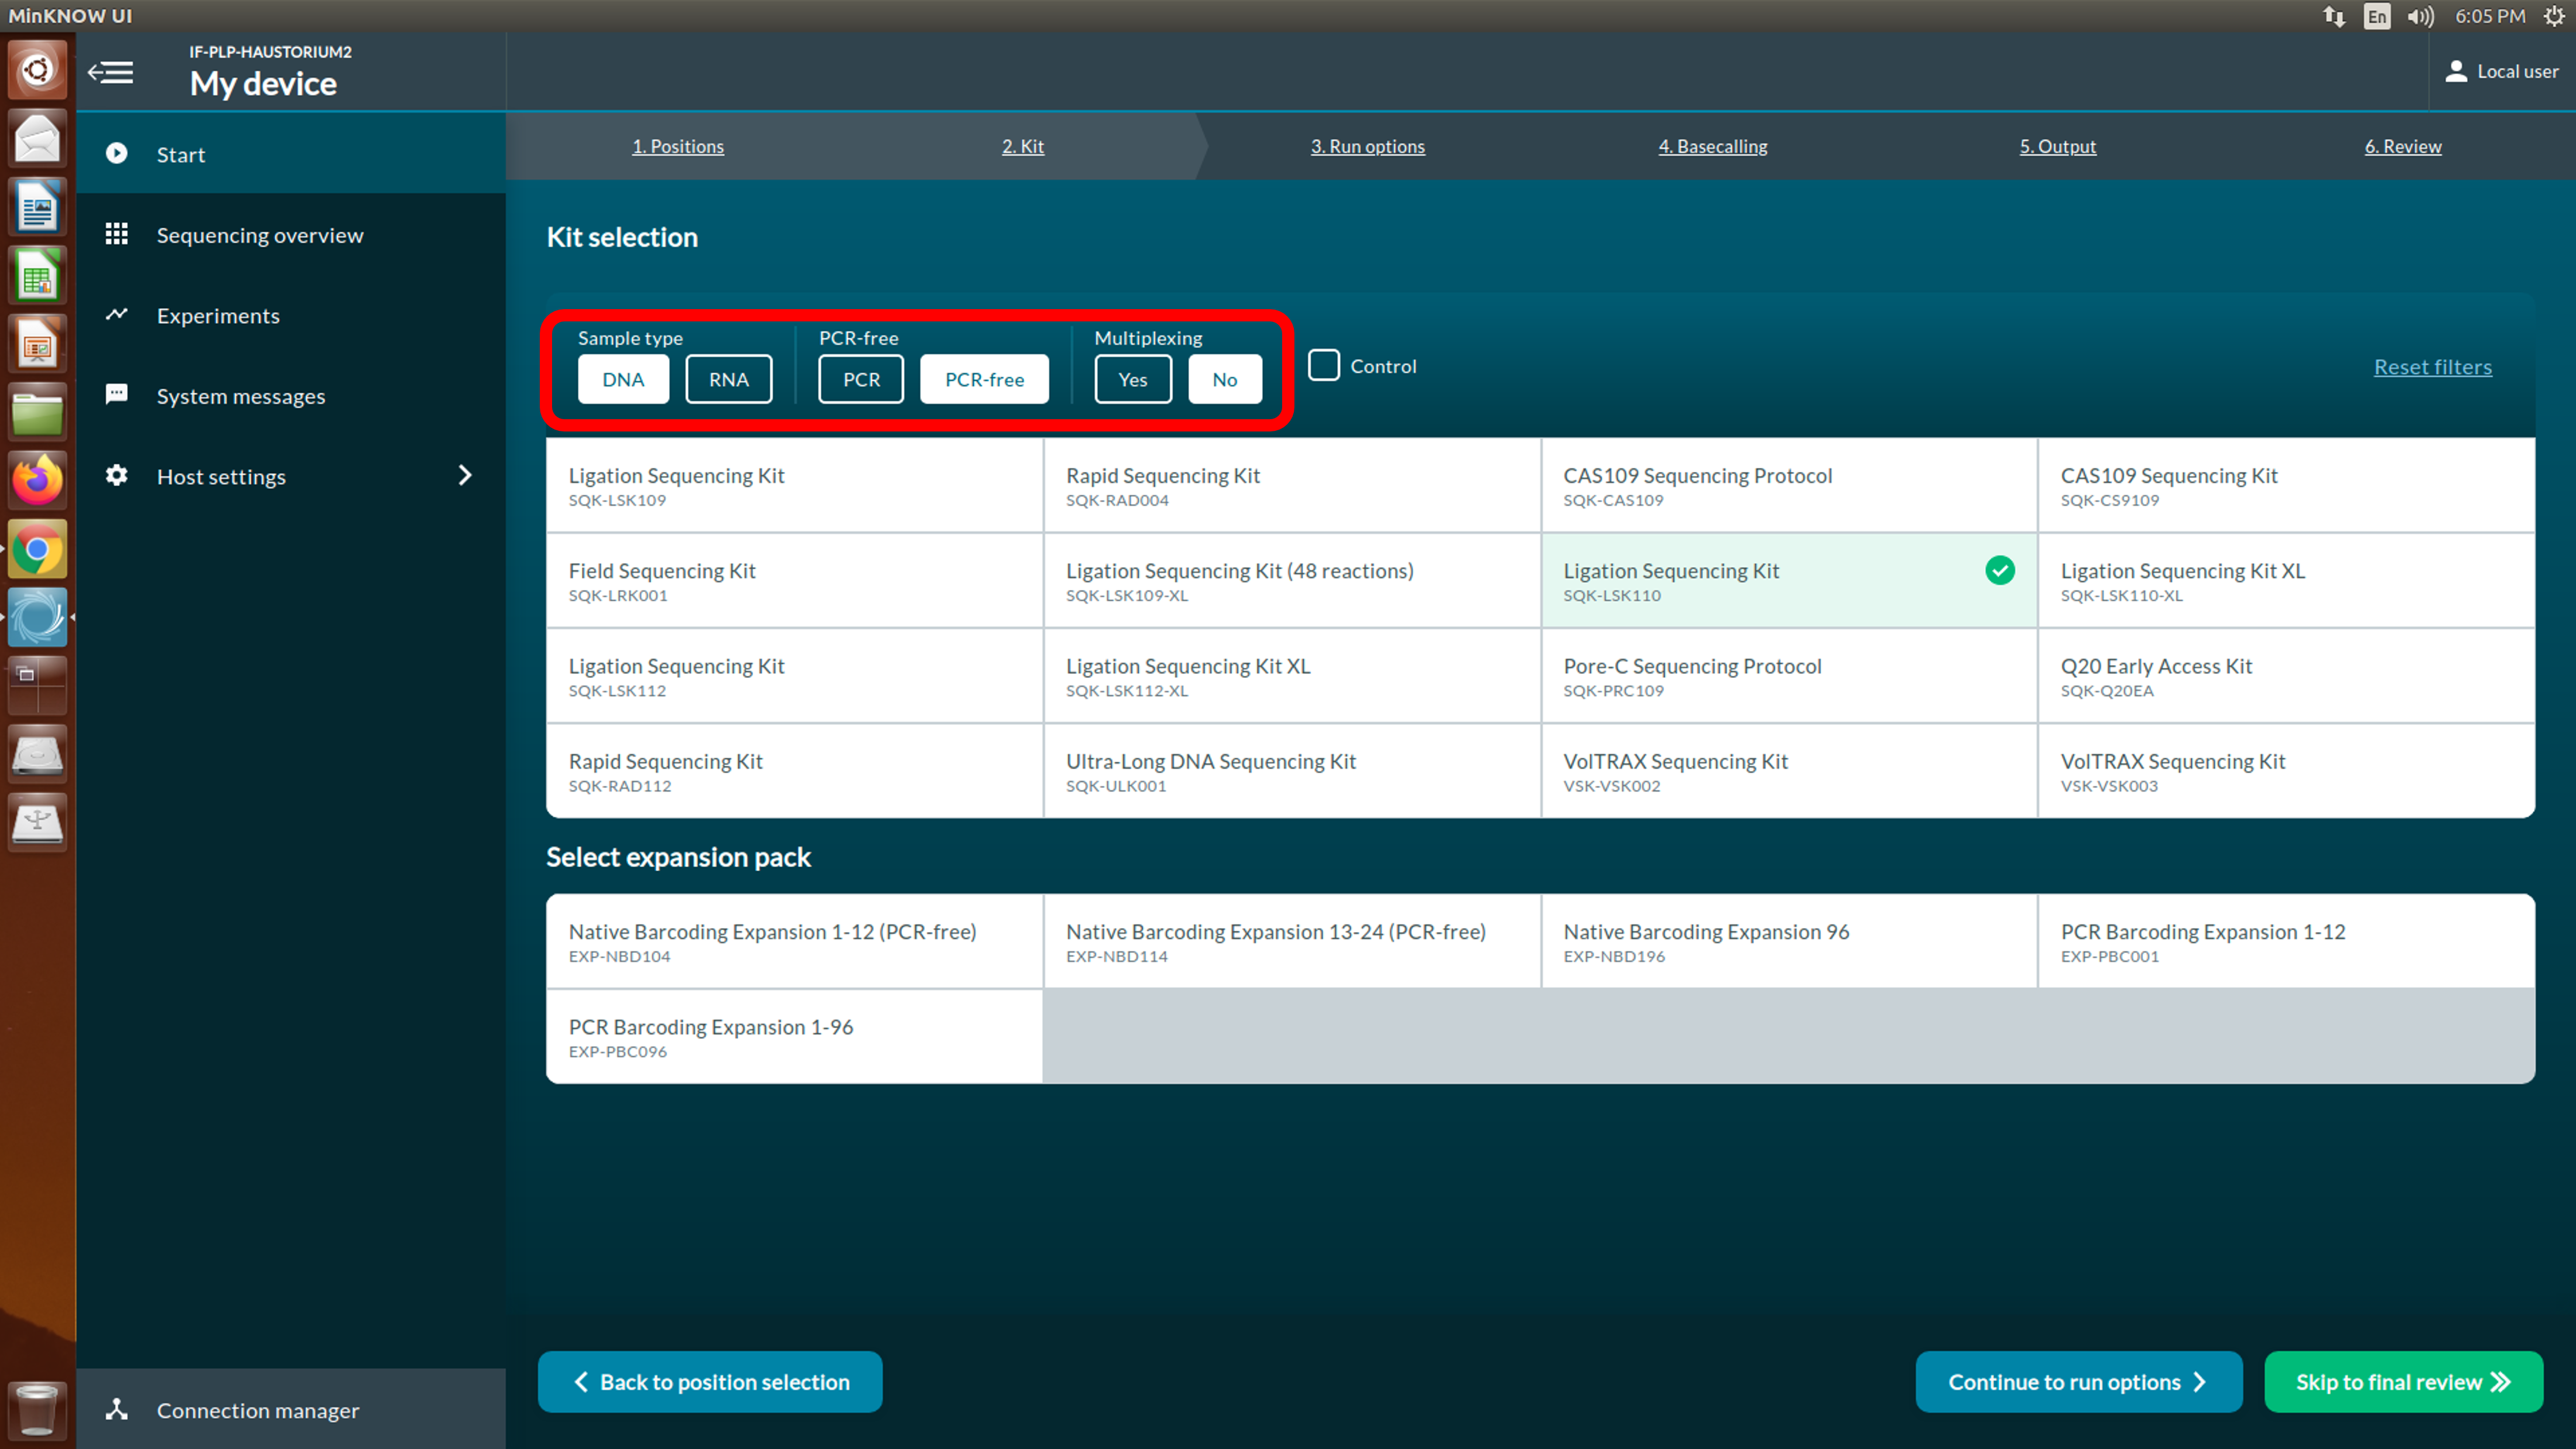 MinKNOW UI
En
6:05 PM
IF-PLP-HAUSTORIUM2
My device
Local user
Start
Sequencing overview
Experiments
System messages
Host settings
Connection manager
1. Positions
2. Kit
3. Run options
4. Basecalling
5. Output
6. Review
Kit selection
Sample type
PCR-free
Multiplexing
DNA
RNA
PCR
PCR-free
Yes
No
Control
Reset filters
Ligation Sequencing Kit
SQK-LSK109
Rapid Sequencing Kit
SQK-RAD004
CAS109 Sequencing Protocol
SQK-CAS109
CAS109 Sequencing Kit
SQK-CS9109
Field Sequencing Kit
SQK-LRK001
Ligation Sequencing Kit (48 reactions)
SQK-LSK109-XL
Ligation Sequencing Kit
SQK-LSK110
Ligation Sequencing Kit XL
SQK-LSK110-XL
Ligation Sequencing Kit
SQK-LSK112
Ligation Sequencing Kit XL
SQK-LSK112-XL
Pore-C Sequencing Protocol
SQK-PRC109
Q20 Early Access Kit
SQK-Q20EA
Rapid Sequencing Kit
SQK-RAD112
Ultra-Long DNA Sequencing Kit
SQK-ULK001
VolTRAX Sequencing Kit
VSK-VSK002
VolTRAX Sequencing Kit
VSK-VSK003
Select expansion pack
Native Barcoding Expansion 1-12 (PCR-free)
EXP-NBD104
Native Barcoding Expansion 13-24 (PCR-free)
EXP-NBD114
Native Barcoding Expansion 96
EXP-NBD196
PCR Barcoding Expansion 1-12
EXP-PBC001
PCR Barcoding Expansion 1-96
EXP-PBC096
Back to position selection
Continue to run options
Skip to final review